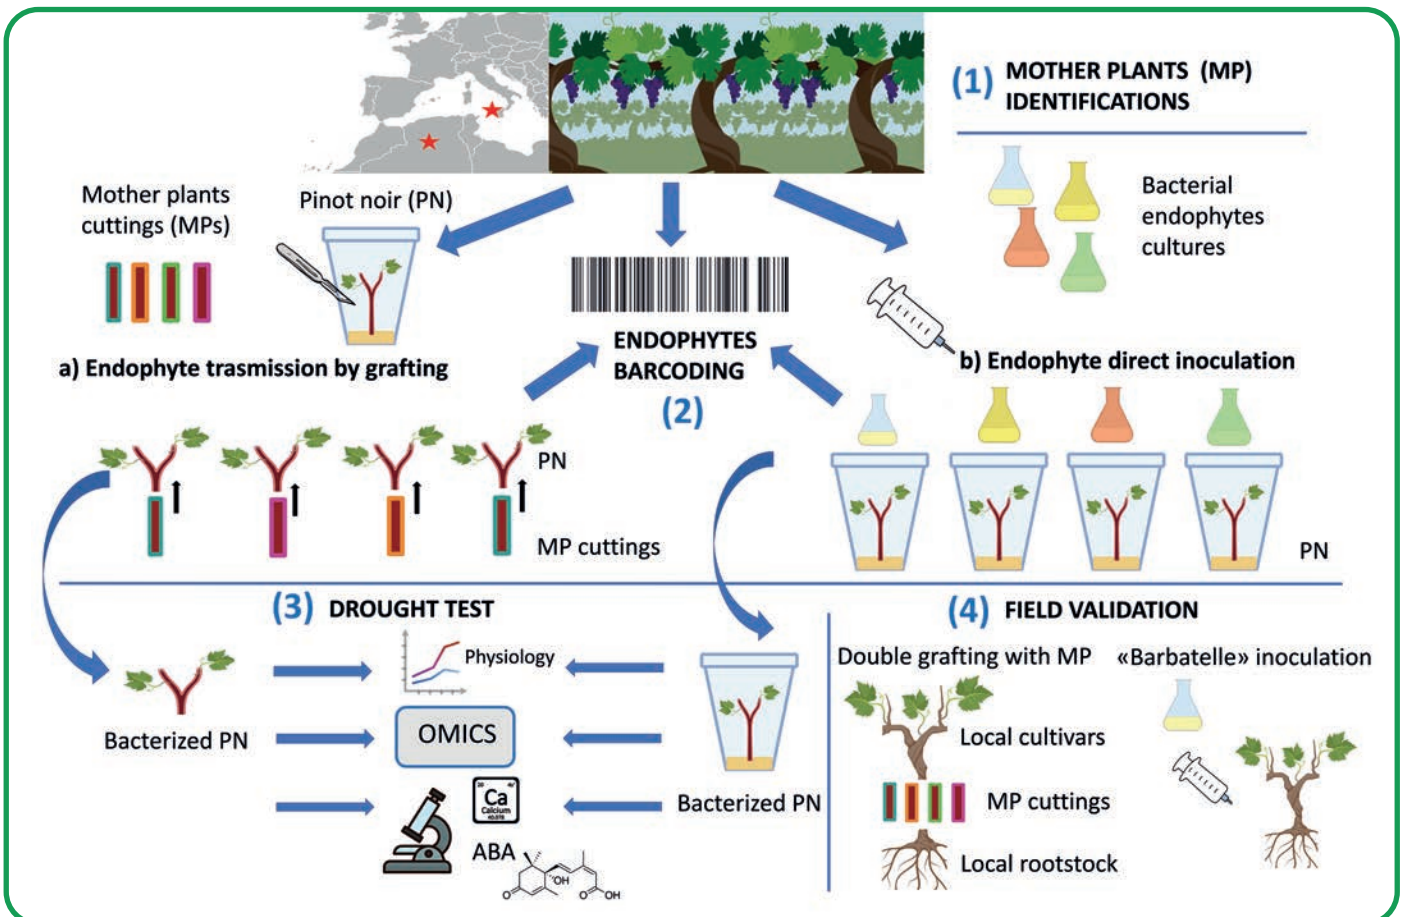 (1) MOTHER PLANTS (MP)
IDENTIFICATIONS
Mother plants
cuttings (MPs)
Pinot noir (PN)
Bacterial
endophytes
cultures
a) Endophyte trasmission by grafting
ENDOPHYTES
BARCODING
(2)
b) Endophyte direct inoculation
PN
MP cuttings
PN
(3) DROUGHT TEST
Physiology
OMICS
Bacterized PN
Bacterized PN
Ca
Calcium
ABA
OH
O
O
OH
(4) FIELD VALIDATION
Double grafting with MP
«Barbatelle» inoculation
Local cultivars
MP cuttings
Local rootstock